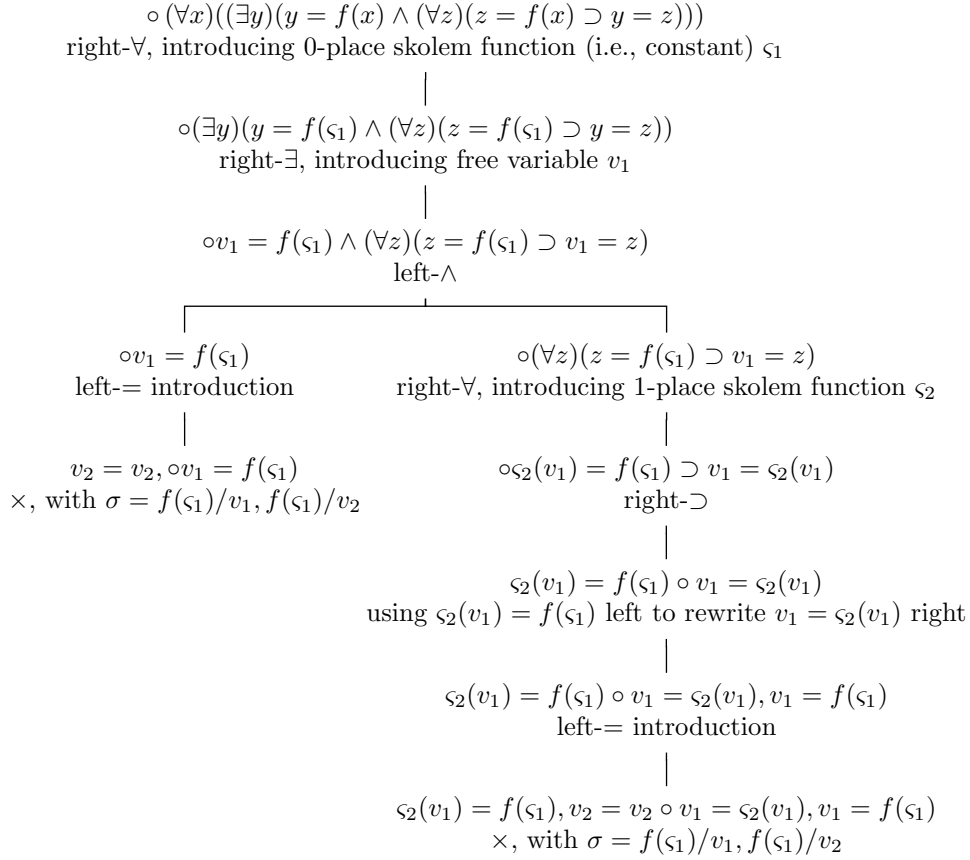 ∘ (∀x)((∃y)(y = f(x) ∧ (∀z)(z = f(x) ⊃ y = z)))
right-∀, introducing 0-place skolem function (i.e., constant) ς₁
∘(∃y)(y = f(ς₁) ∧ (∀z)(z = f(ς₁) ⊃ y = z))
right-∃, introducing free variable v₁
∘v₁ = f(ς₁) ∧ (∀z)(z = f(ς₁) ⊃ v₁ = z)
left-∧
∘v₁ = f(ς₁)
left-= introduction
v₂ = v₂, ∘v₁ = f(ς₁)
×, with σ = f(ς₁)/v₁, f(ς₁)/v₂
∘(∀z)(z = f(ς₁) ⊃ v₁ = z)
right-∀, introducing 1-place skolem function ς₂
∘ς₂(v₁) = f(ς₁) ⊃ v₁ = ς₂(v₁)
right-⊃
ς₂(v₁) = f(ς₁) ∘ v₁ = ς₂(v₁)
using ς₂(v₁) = f(ς₁) left to rewrite v₁ = ς₂(v₁) right
ς₂(v₁) = f(ς₁) ∘ v₁ = ς₂(v₁), v₁ = f(ς₁)
left-= introduction
ς₂(v₁) = f(ς₁), v₂ = v₂ ∘ v₁ = ς₂(v₁), v₁ = f(ς₁)
×, with σ = f(ς₁)/v₁, f(ς₁)/v₂